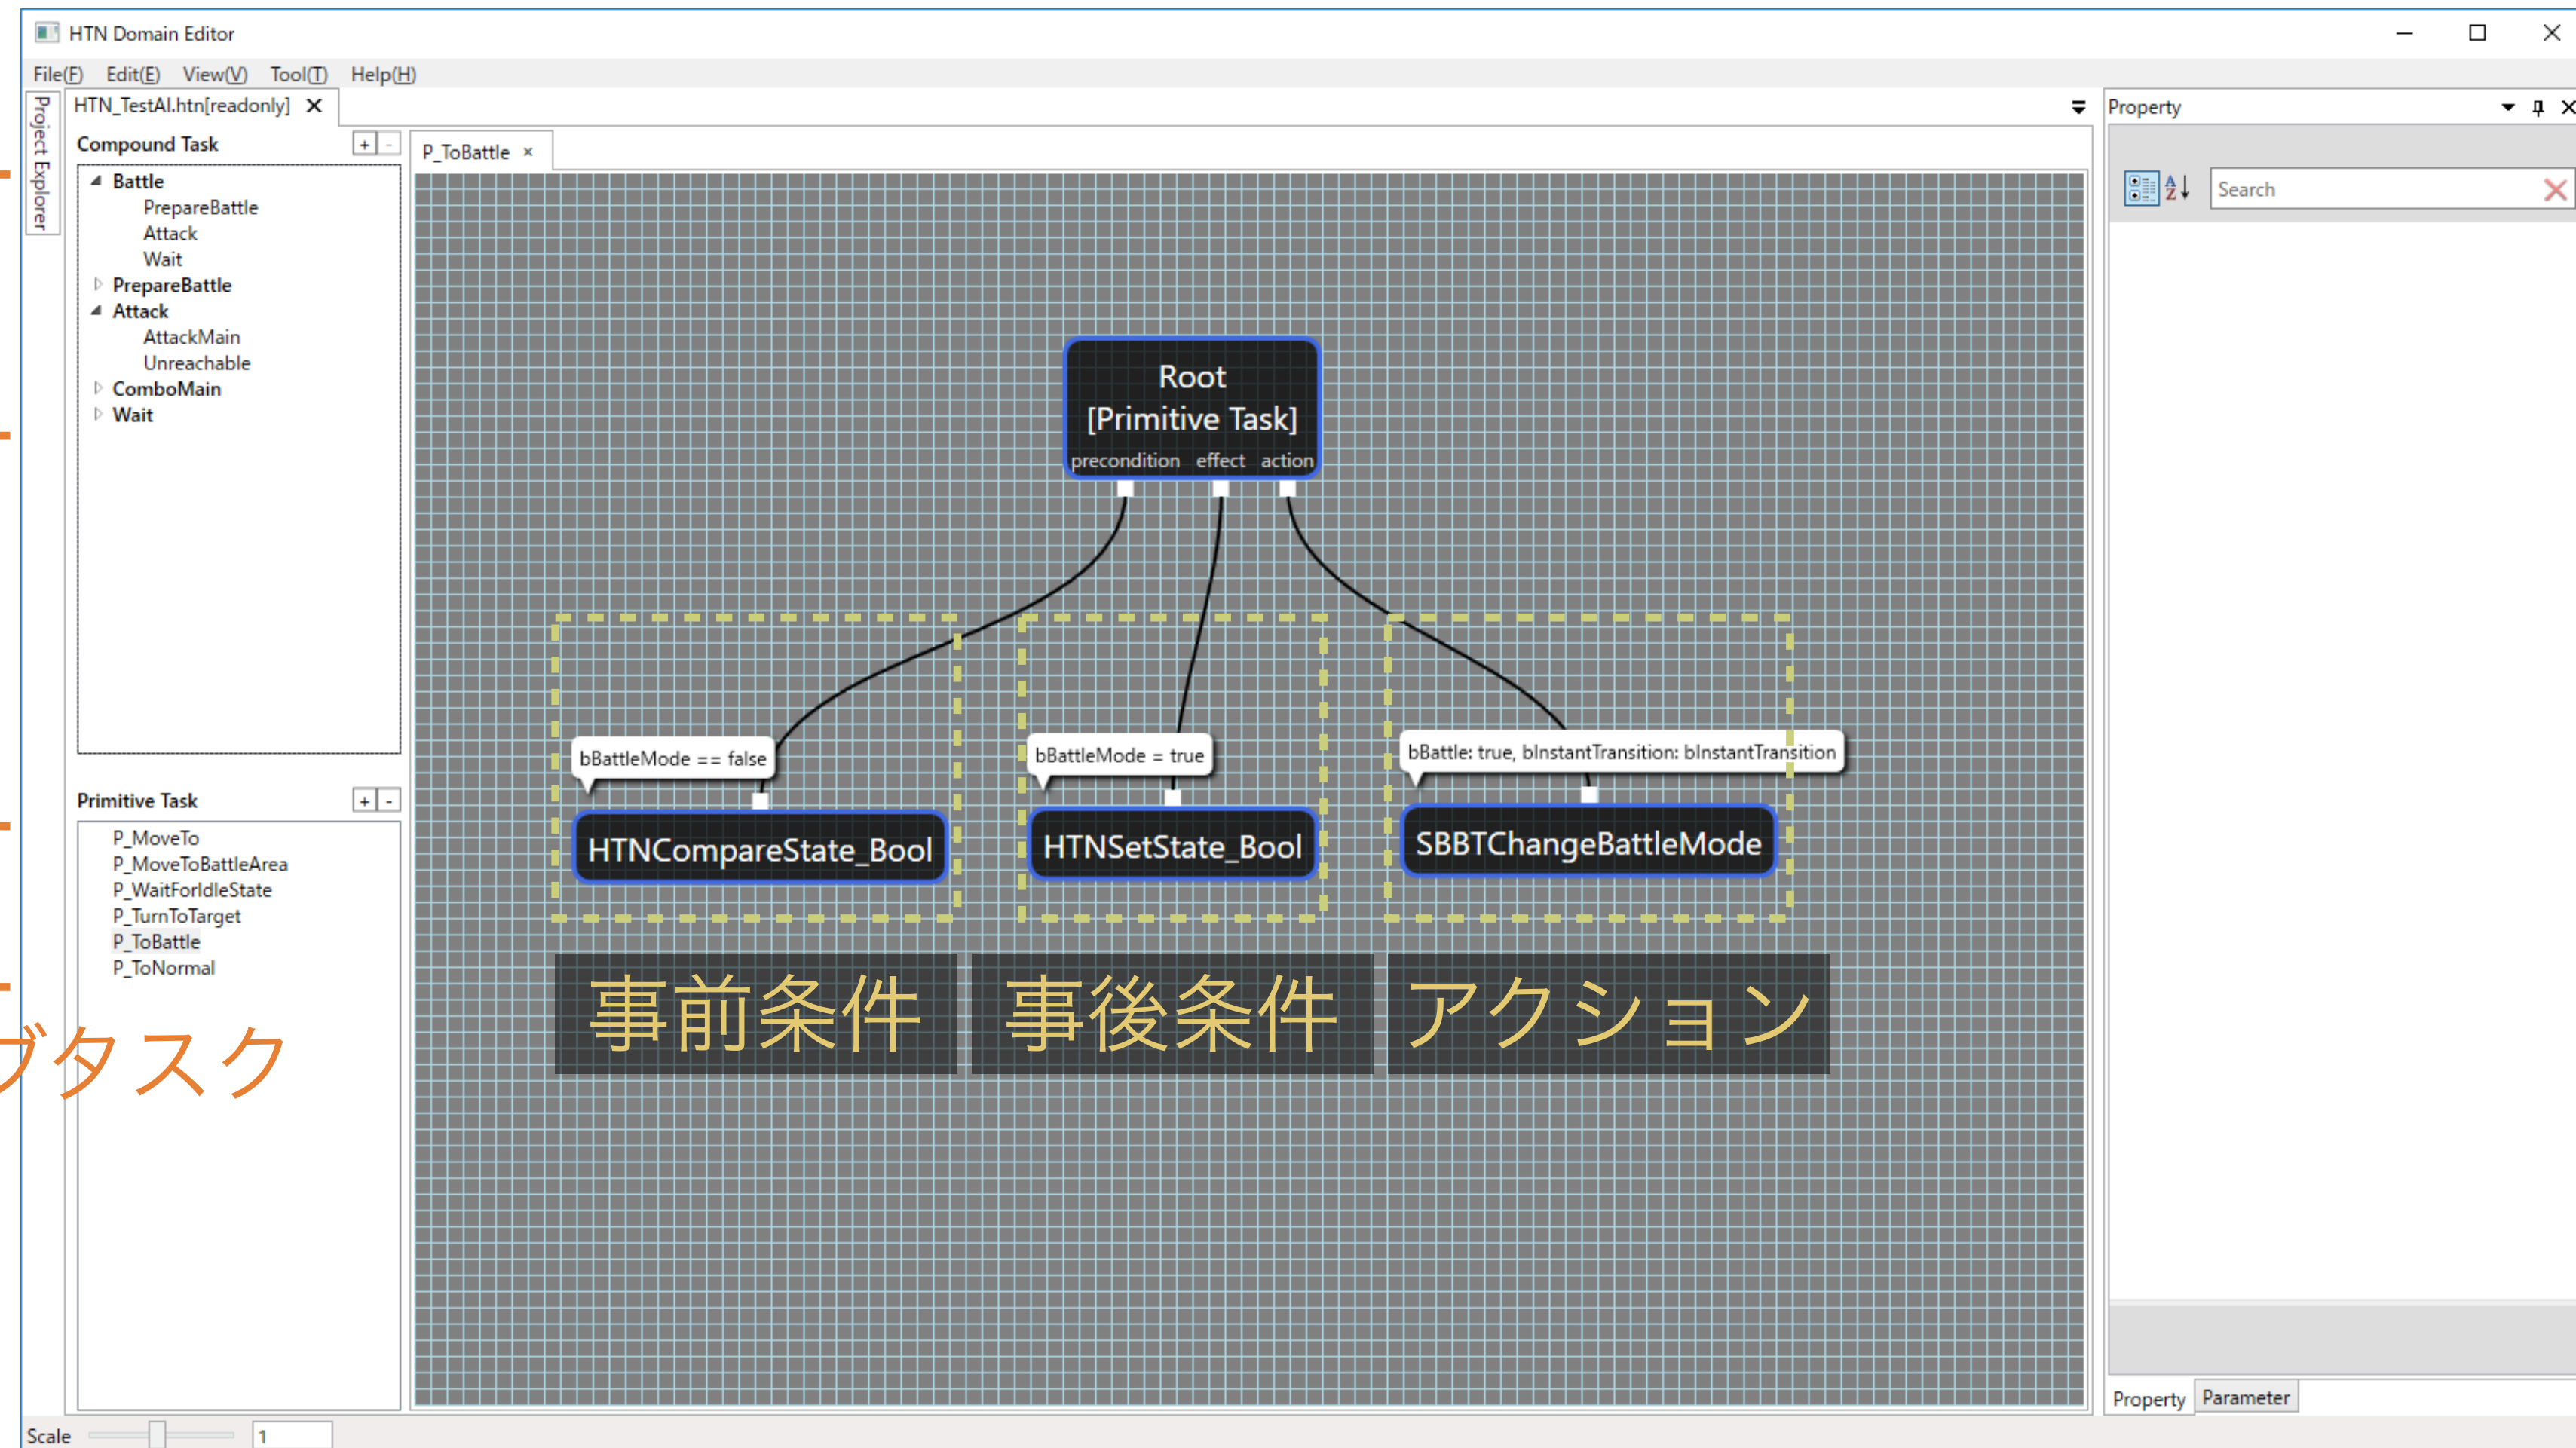 HTN Domain Editor
File(F) Edit(E) View(V) Tool(T) Help(H)
Project Explorer
HTN_TestAI.htn[readonly]
Compound Task
+ -
Battle
PrepareBattle
Attack
Wait
PrepareBattle
Attack
AttackMain
Unreachable
ComboMain
Wait
Primitive Task
+ -
P_MoveTo
P_MoveToBattleArea
P_WaitForIdleState
P_TurnToTarget
P_ToBattle
P_ToNormal
ブタスク
P_ToBattle ×
Root
[Primitive Task]
precondition effect action
bBattleMode == false
bBattleMode = true
bBattle: true, bInstantTransition: bInstantTransition
HTNCompareState_Bool
HTNSetState_Bool
SBBTChangeBattleMode
事前条件
事後条件
アクション
Property
Search
Property Parameter
Scale 1